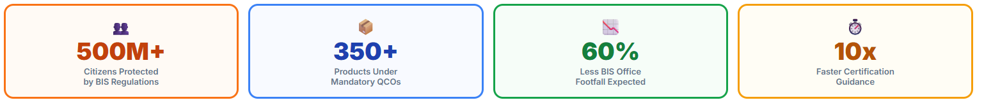 500M+
Citizens Protected
by BIS Regulations
350+
Products Under
Mandatory QCOs
60%
Less BIS Office
Footfall Expected
10x
Faster Certification
Guidance